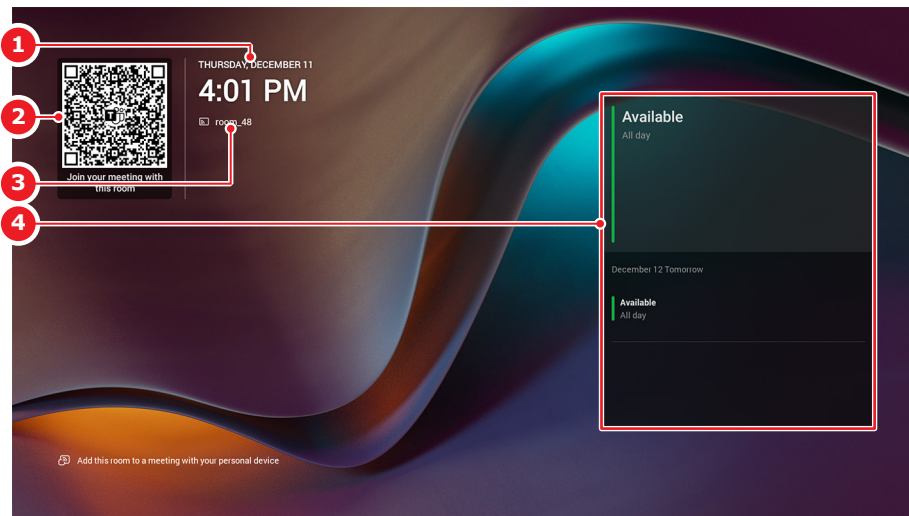 1
THURSDAY, DECEMBER 11
4:01 PM
2
room_48
3
Join your meeting with
this room
4
Available
All day
December 12 Tomorrow
Available
All day
Add this room to a meeting with your personal device